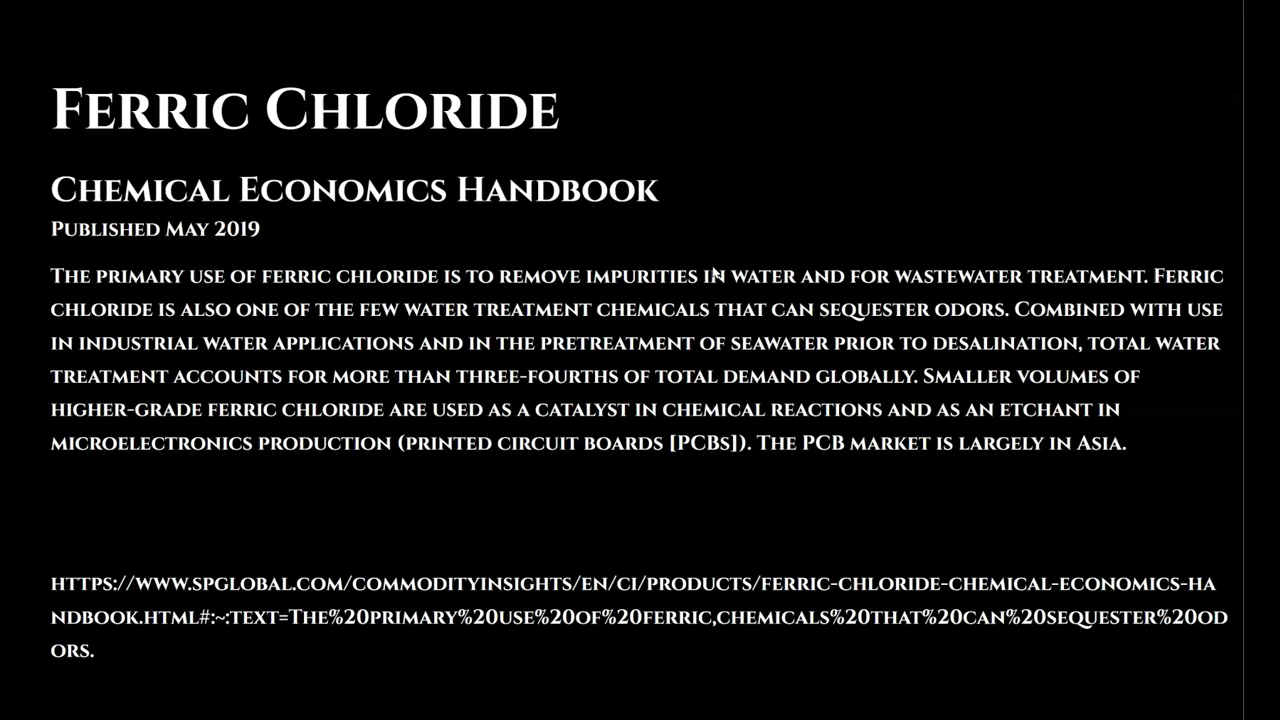 Ferric Chloride
Chemical Economics Handbook
Published May 2019
The primary use of ferric chloride is to remove impurities in water and for wastewater treatment. Ferric
chloride is also one of the few water treatment chemicals that can sequester odors. Combined with use
in industrial water applications and in the pretreatment of seawater prior to desalination, total water
treatment accounts for more than three-fourths of total demand globally. Smaller volumes of
higher-grade ferric chloride are used as a catalyst in chemical reactions and as an etchant in
microelectronics production (printed circuit boards [PCBs]). The PCB market is largely in Asia.
https://www.spglobal.com/commodityinsights/en/ci/products/ferric-chloride-chemical-economics-ha
ndbook.html#:~:text=The%20primary%20use%20of%20ferric,chemicals%20that%20can%20sequester%20od
ors.